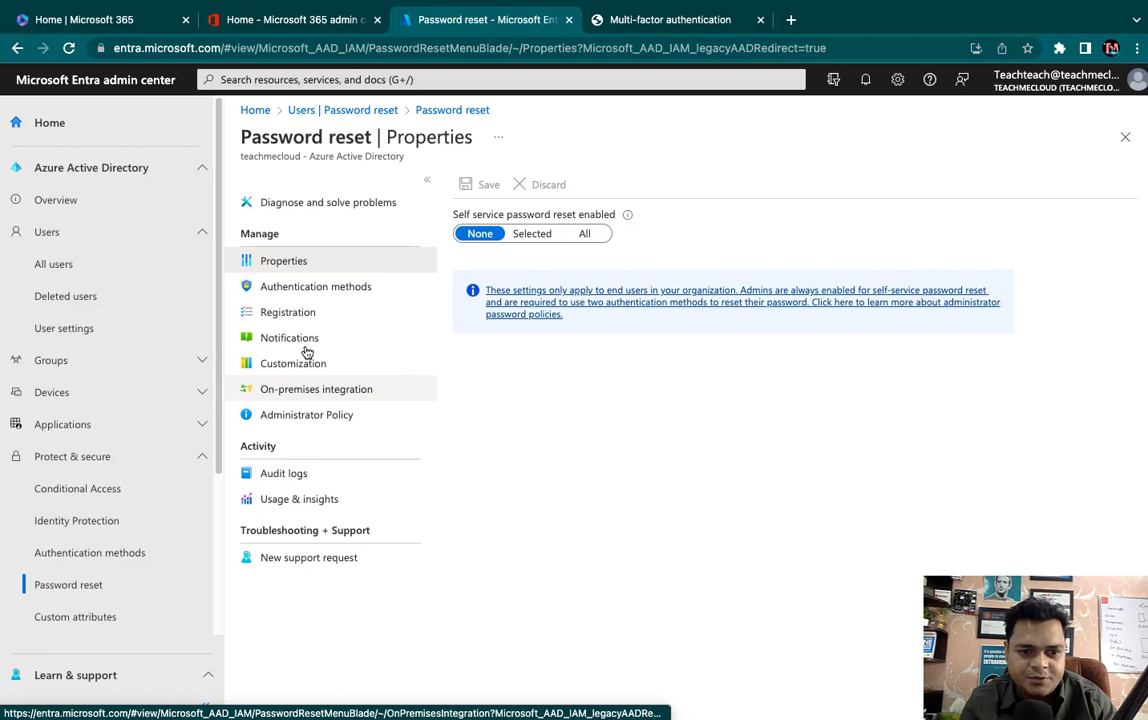 Home | Microsoft 365
Home - Microsoft 365 admin c
Password reset - Microsoft Ent
Multi-factor authentication
entra.microsoft.com/#view/Microsoft_AAD_IAM/PasswordResetMenuBlade/~/Properties?Microsoft_AAD_IAM_legacyAADRedirect=true
Microsoft Entra admin center
Search resources, services, and docs (G+/)
Teachteach@teachmecl...
TEACHMECLOUD (TEACHMECLO...
Home
Azure Active Directory
Overview
Users
All users
Deleted users
User settings
Groups
Devices
Applications
Protect & secure
Conditional Access
Identity Protection
Authentication methods
Password reset
Custom attributes
Learn & support
Home > Users | Password reset > Password reset
Password reset | Properties ...
teachmecloud - Azure Active Directory
Diagnose and solve problems
Manage
Properties
Authentication methods
Registration
Notifications
Customization
On-premises integration
Administrator Policy
Activity
Audit logs
Usage & insights
Troubleshooting + Support
New support request
Save Discard
Self service password reset enabled
None Selected All
These settings only apply to end users in your organization. Admins are always enabled for self-service password reset
and are required to use two authentication methods to reset their password. Click here to learn more about administrator
password policies.
https://entra.microsoft.com/#view/Microsoft_AAD_IAM/PasswordResetMenuBlade/~/OnPremisesIntegration?Microsoft_AAD_IAM_legacyAADRe...